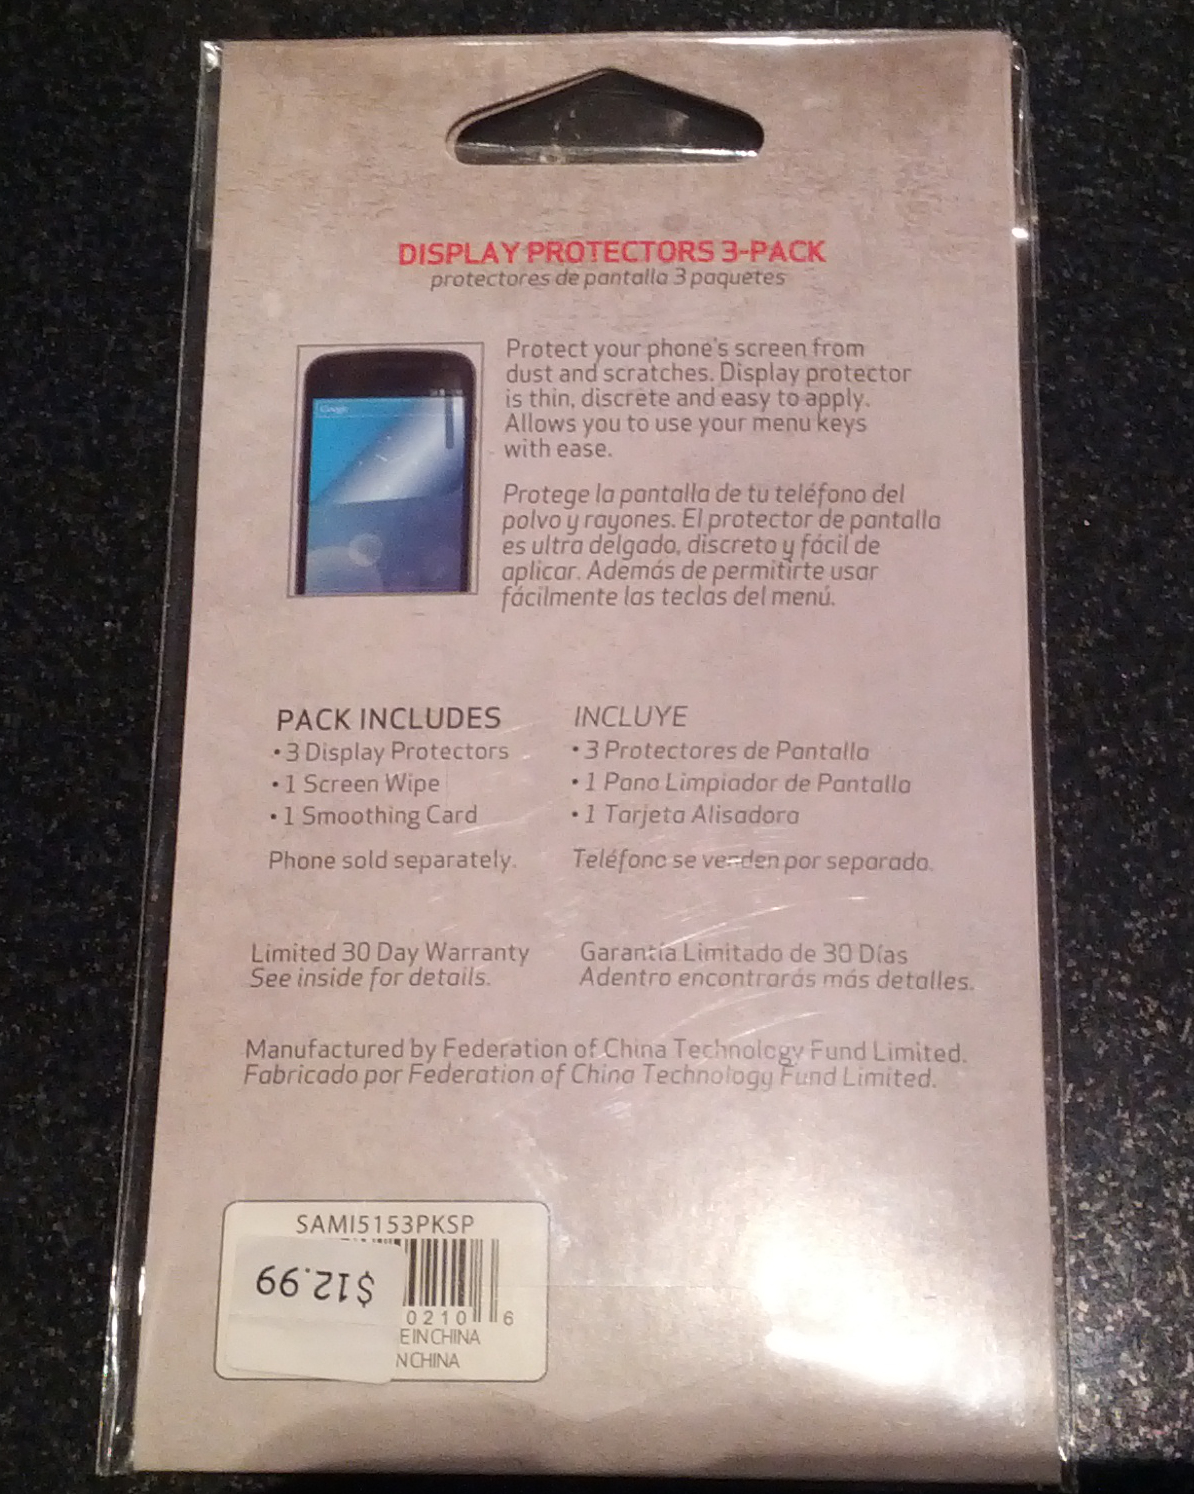 DISPLAY PROTECTORS 3-PACK
protectores de pantalla 3 paquetes
Google
Protect your phone's screen from
dust and scratches. Display protector
is thin, discrete and easy to apply.
Allows you to use your menu keys
with ease.
Protege la pantalla de tu teléfono del
polvo y rayones. El protector de pantalla
es ultra delgado, discreto y fácil de
aplicar. Además de permitirte usar
fácilmente las teclas del menú.
PACK INCLUDES
• 3 Display Protectors
• 1 Screen Wipe
• 1 Smoothing Card
Phone sold separately.
INCLUYE
• 3 Protectores de Pantalla
• 1 Pano Limpiador de Pantalla
• 1 Tarjeta Alisadora
Teléfono se venden por separado.
Limited 30 Day Warranty
See inside for details.
Garantía Limitado de 30 Días
Adentro encontrarás más detalles.
Manufactured by Federation of China Technology Fund Limited.
Fabricado por Federation of China Technology Fund Limited.
SAMI5153PKSP
$12.99
0210 6
E IN CHINA
N CHINA